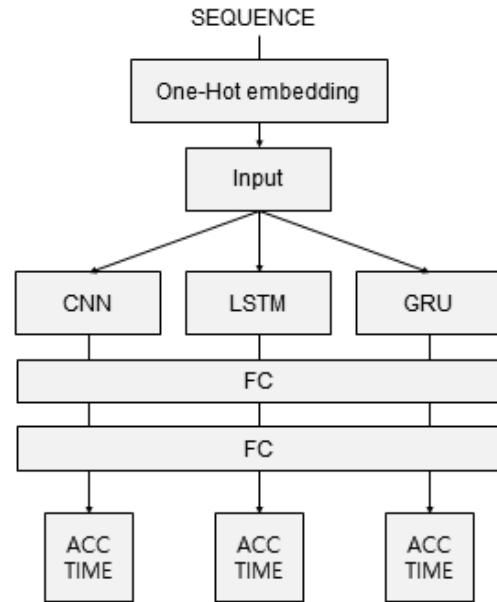 SEQUENCE
One-Hot embedding
Input
CNN
LSTM
GRU
FC
FC
ACC
TIME
ACC
TIME
ACC
TIME